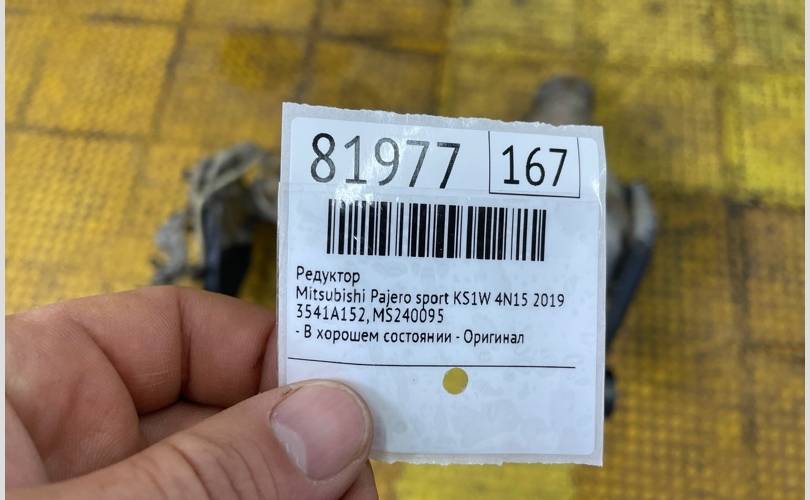 81977 167
Редуктор
Mitsubishi Pajero sport KS1W 4N15 2019
3541A152, MS240095
- В хорошем состоянии - Оригинал